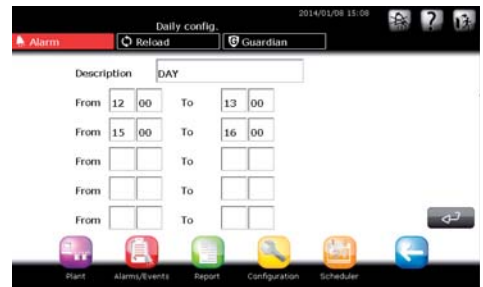 2014/01/08 15:08
Daily config.
Alarm Reload Guardian
Description DAY
From 12 00 To 13 00
From 15 00 To 16 00
From To
From To
From To
Plant Alarms/Events Report Configuration Scheduler